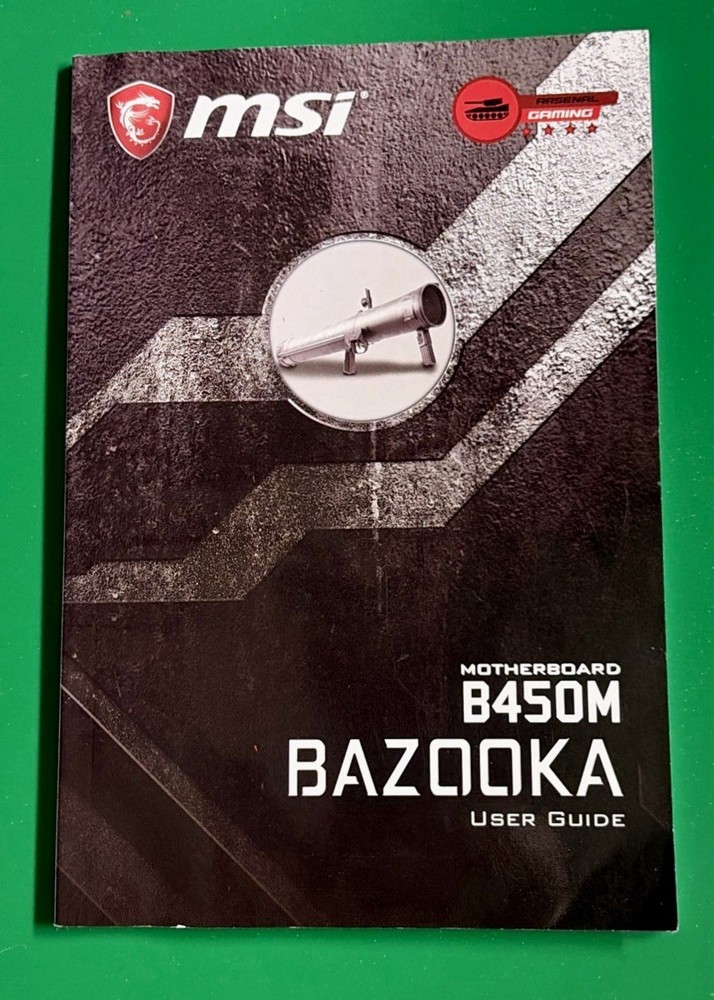 msi®
ARSENAL
GAMING
MOTHERBOARD
B450M
BAZOOKA
USER GUIDE